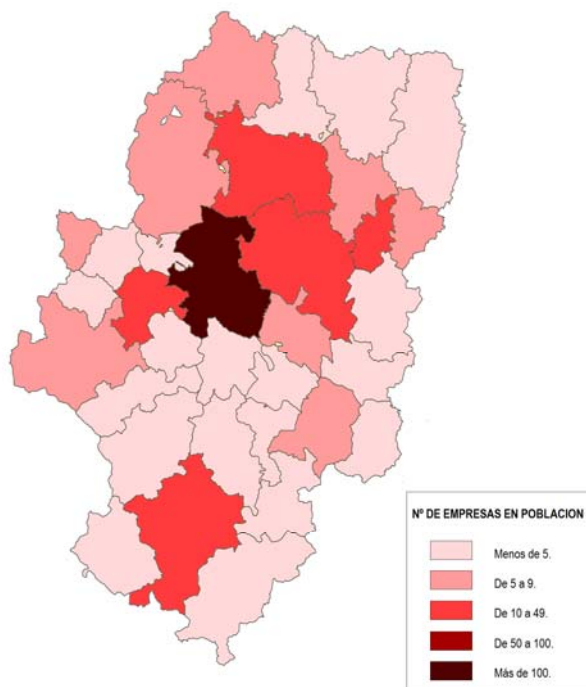 Nº DE EMPRESAS EN POBLACION
Menos de 5.
De 5 a 9.
De 10 a 49.
De 50 a 100.
Más de 100.